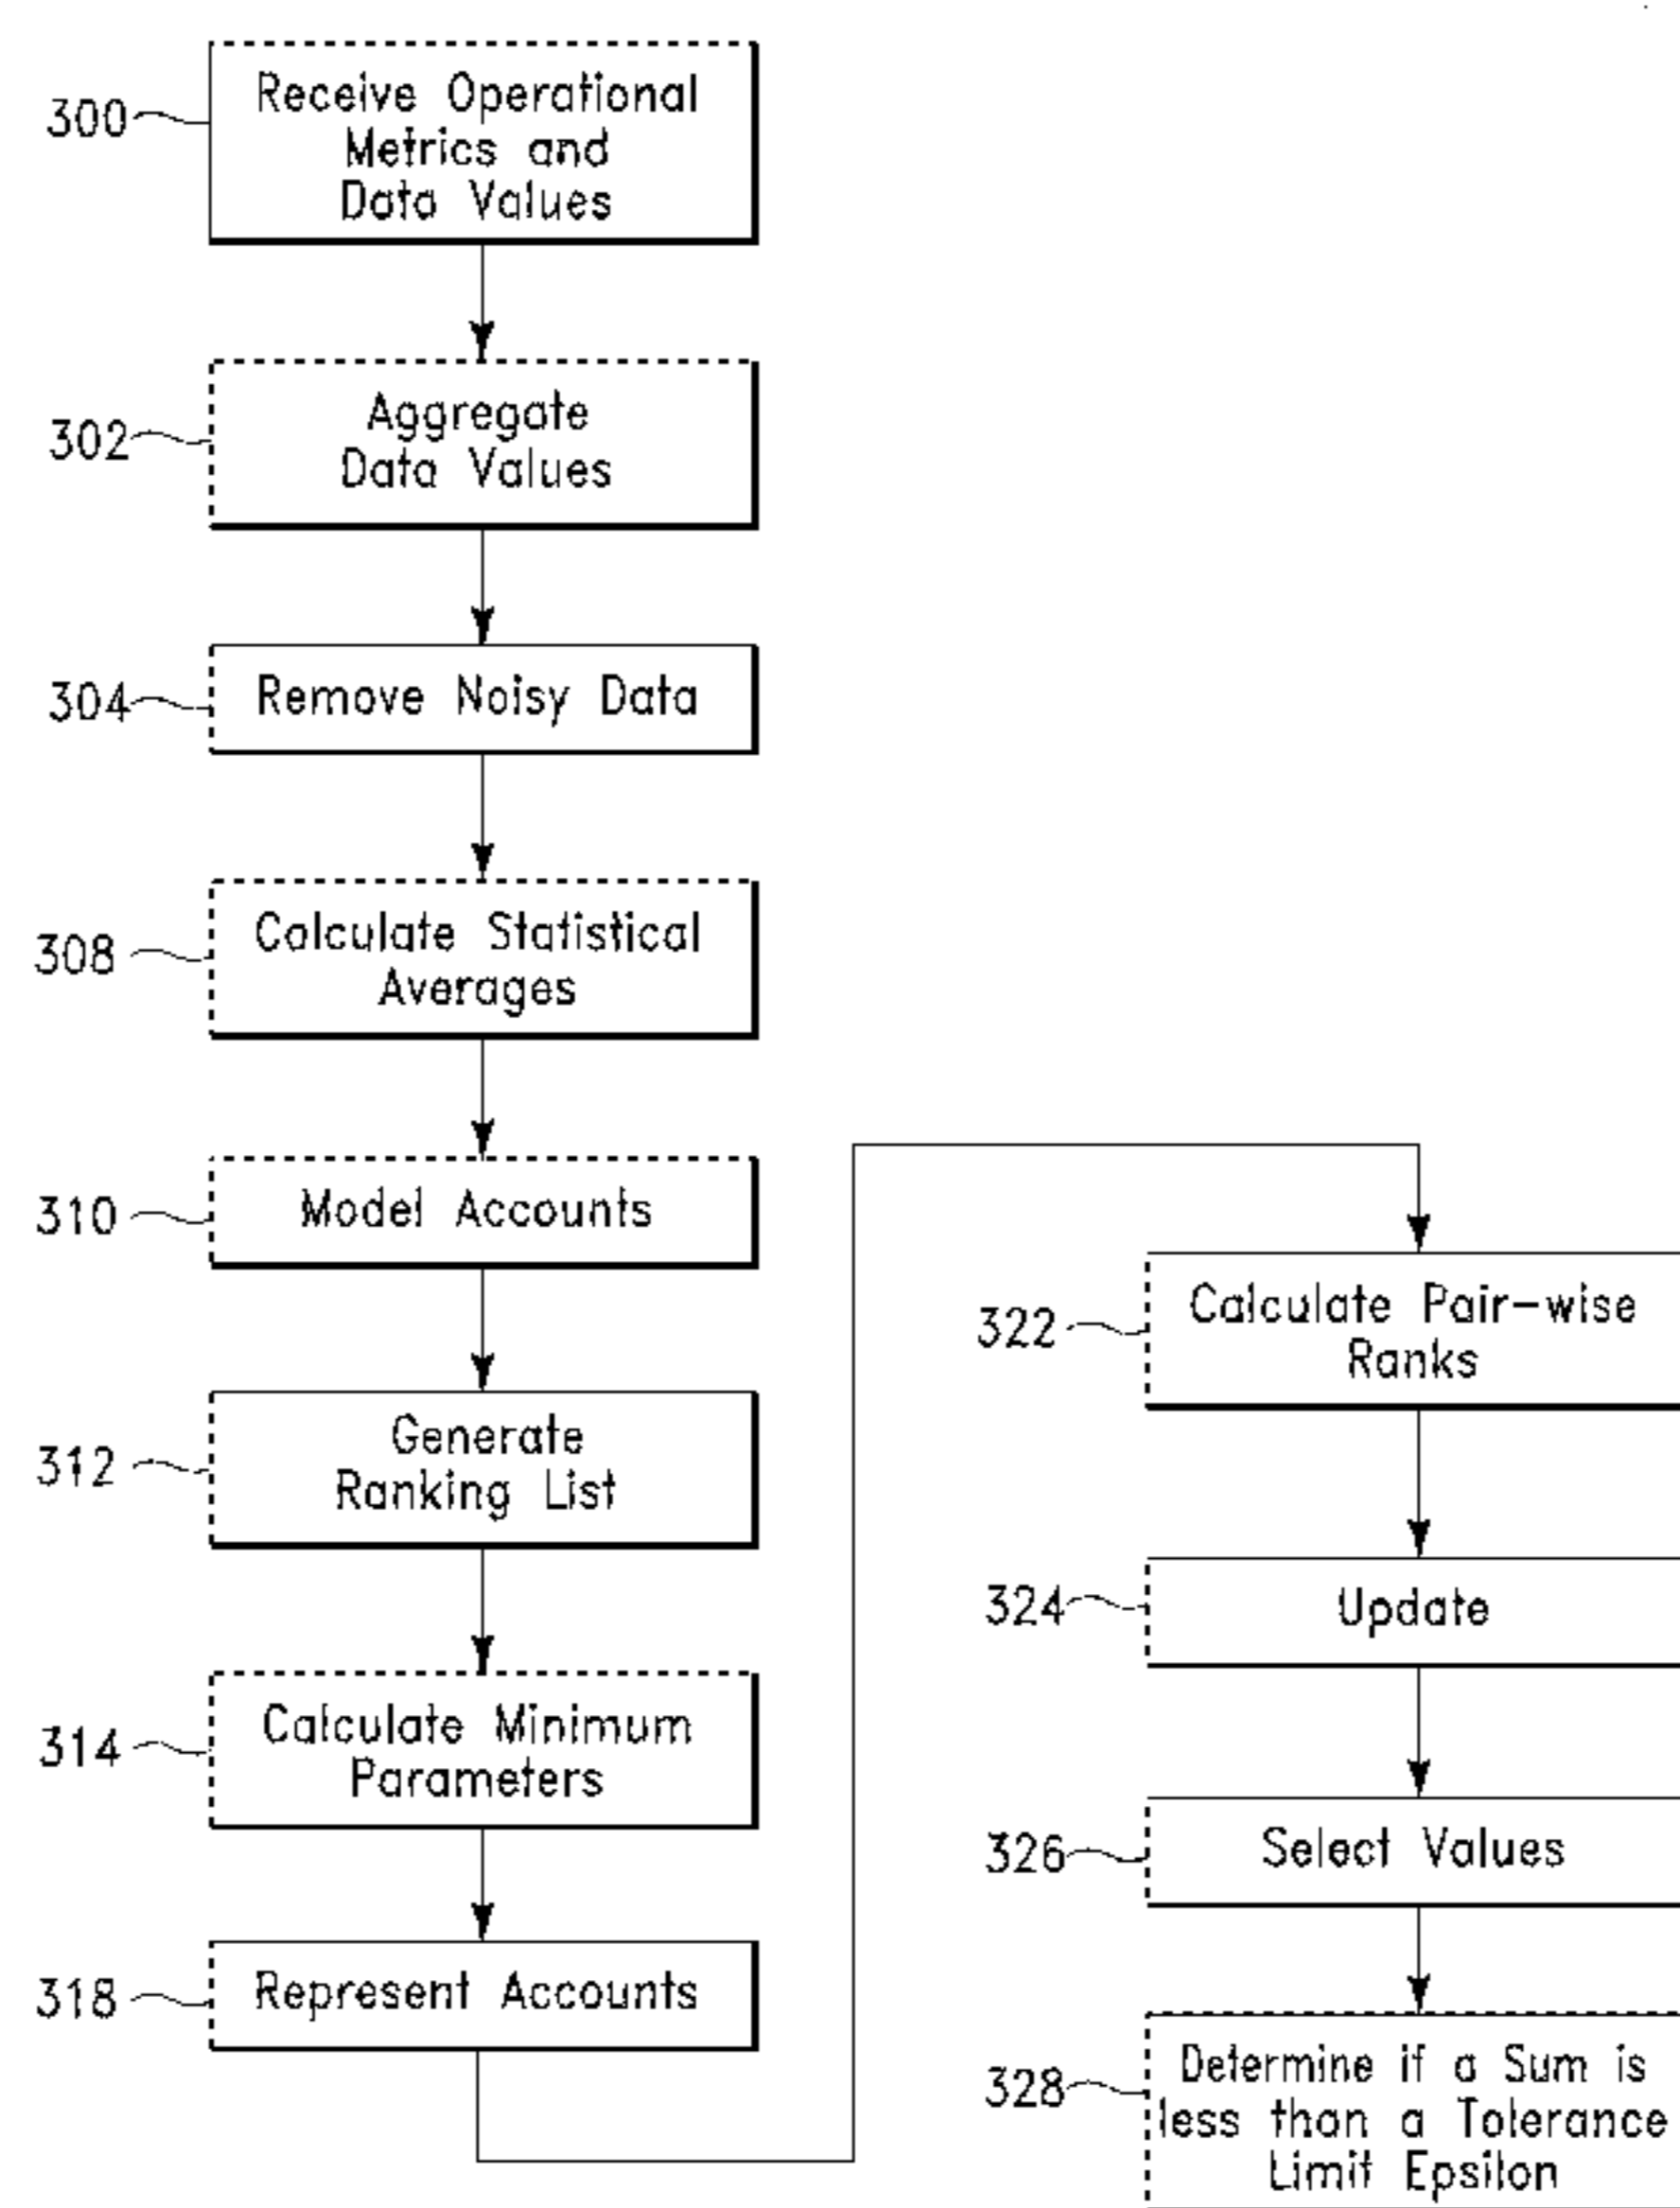 300
Receive Operational
Metrics and
Data Values
302
Aggregate
Data Values
304
Remove Noisy Data
308
Calculate Statistical
Averages
310
Model Accounts
312
Generate
Ranking List
314
Calculate Minimum
Parameters
318
Represent Accounts
322
Calculate Pair-wise
Ranks
324
Update
326
Select Values
328
Determine if a Sum is
less than a Tolerance
Limit Epsilon